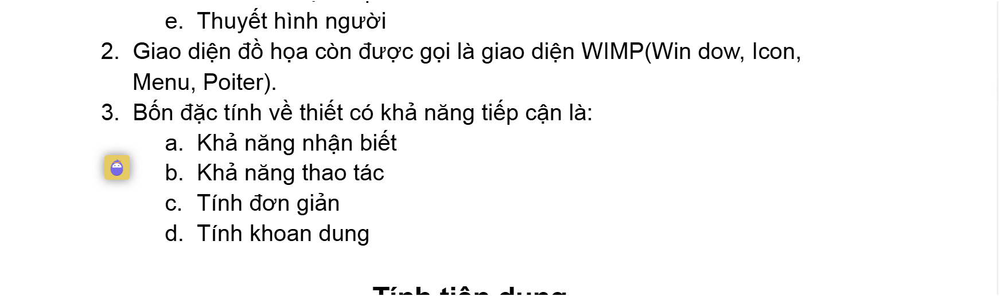 e. Thuyết hình người
2. Giao diện đồ họa còn được gọi là giao diện WIMP(Win dow, Icon,
Menu, Poiter).
3. Bốn đặc tính về thiết có khả năng tiếp cận là:
a. Khả năng nhận biết
b. Khả năng thao tác
c. Tính đơn giản
d. Tính khoan dung
Tính tiện dụng